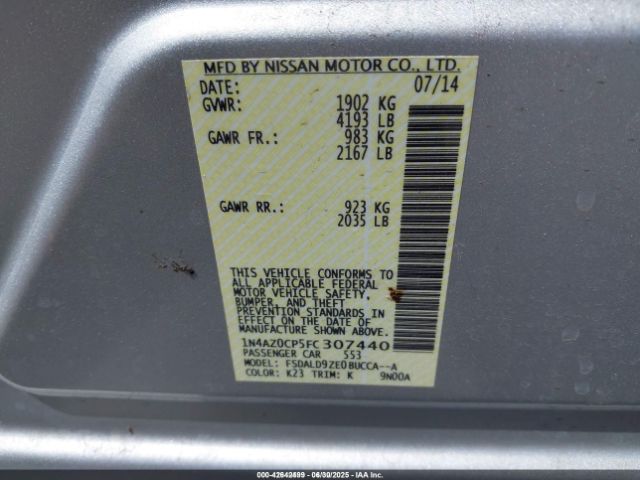 MFD BY NISSAN MOTOR CO., LTD.
DATE: 07/14
GVWR: 1902 KG
4193 LB
GAWR FR.: 983 KG
2167 LB
GAWR RR.: 923 KG
2035 LB
THIS VEHICLE CONFORMS TO
ALL APPLICABLE FEDERAL
MOTOR VEHICLE SAFETY,
BUMPER, AND THEFT
PREVENTION STANDARDS
IN EFFECT ON THE DATE OF
MANUFACTURE SHOWN ABOVE.
1N4AZ0CP5FC307440
PASSENGER CAR 553
MODEL: FSDALD9ZE0BUCCA--A
COLOR: K23 TRIM: K 9N00A
000-42642599 - 06/30/2025 - IAA Inc.